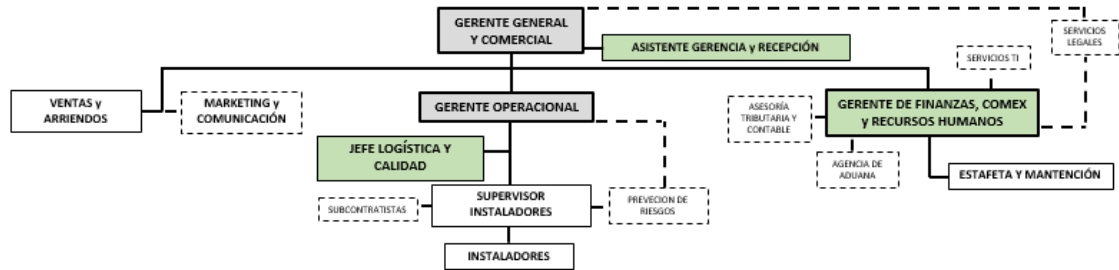 GERENTE GENERAL
Y COMERCIAL
SERVICIOS
LEGALES
ASISTENTE GERENCIA y RECEPCIÓN
SERVICIOS TI
VENTAS y
ARRIENDOS
MARKETING y
COMUNICACIÓN
GERENTE OPERACIONAL
ASESORÍA
TRIBUTARIA Y
CONTABLE
GERENTE DE FINANZAS, COMEX
y RECURSOS HUMANOS
JEFE LOGÍSTICA Y
CALIDAD
AGENCIA DE
ADUANA
ESTAFETA Y MANTENCIÓN
SUBCONTRATISTAS
SUPERVISOR
INSTALADORES
PREVECION DE
RIESGOS
INSTALADORES